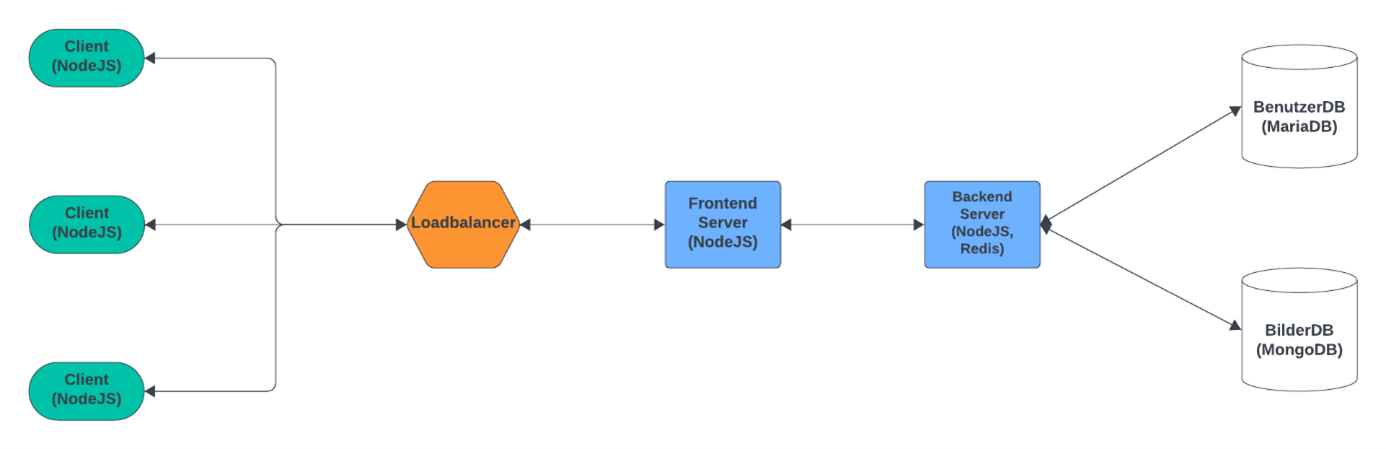 Client
(NodeJS)
Client
(NodeJS)
Client
(NodeJS)
Loadbalancer
Frontend
Server
(NodeJS)
Backend
Server
(NodeJS,
Redis)
BenutzerDB
(MariaDB)
BilderDB
(MongoDB)